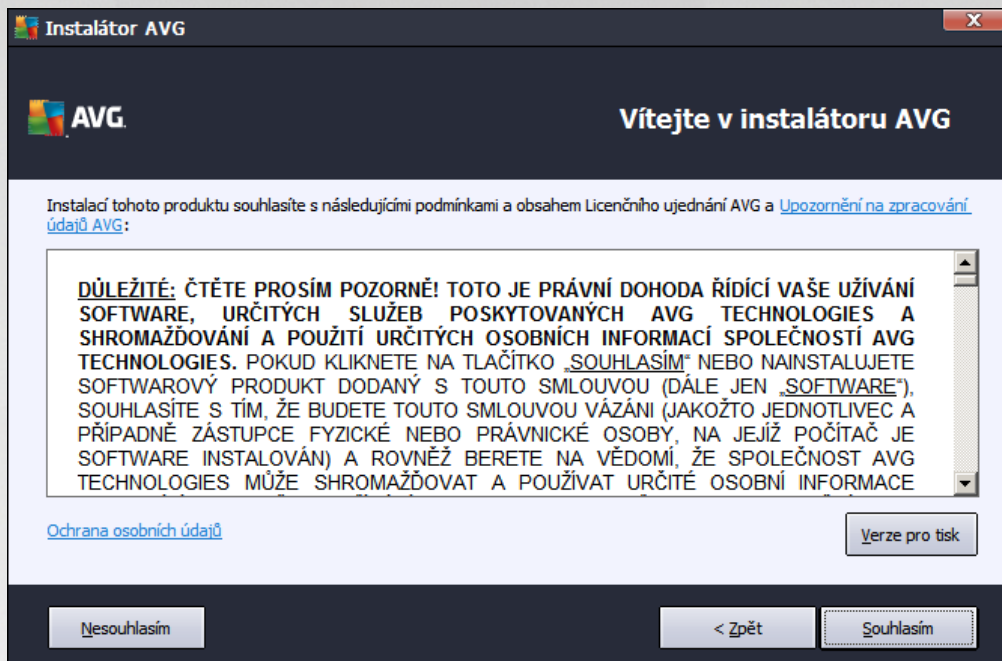 Instalátor AVG
AVG.
Vítejte v instalátoru AVG
Instalací tohoto produktu souhlasíte s následujícími podmínkami a obsahem Licenčního ujednání AVG a Upozornění na zpracování
údajů AVG:
DŮLEŽITÉ: ČTĚTE PROSÍM POZORNĚ! TOTO JE PRÁVNÍ DOHODA ŘÍDÍCÍ VAŠE UŽÍVÁNÍ
SOFTWARE, URČITÝCH SLUŽEB POSKYTOVANÝCH AVG TECHNOLOGIES A
SHROMAŽĎOVÁNÍ A POUŽITÍ URČITÝCH OSOBNÍCH INFORMACÍ SPOLEČNOSTÍ AVG
TECHNOLOGIES. POKUD KLIKNETE NA TLAČÍTKO „SOUHLASÍM“ NEBO NAINSTALUJETE
SOFTWAROVÝ PRODUKT DODANÝ S TOUTO SMLOUVOU (DÁLE JEN „SOFTWARE“),
SOUHLASÍTE S TÍM, ŽE BUDETE TOUTO SMLOUVOU VÁZÁNI (JAKOŽTO JEDNOTLIVEC A
PŘÍPADNĚ ZÁSTUPCE FYZICKÉ NEBO PRÁVNICKÉ OSOBY, NA JEJÍŽ POČÍTAČ JE
SOFTWARE INSTALOVÁN) A ROVNĚŽ BERETE NA VĚDOMÍ, ŽE SPOLEČNOST AVG
TECHNOLOGIES MŮŽE SHROMAŽĎOVAT A POUŽÍVAT URČITÉ OSOBNÍ INFORMACE
Ochrana osobních údajů
Verze pro tisk
Nesouhlasím
< Zpět
Souhlasím